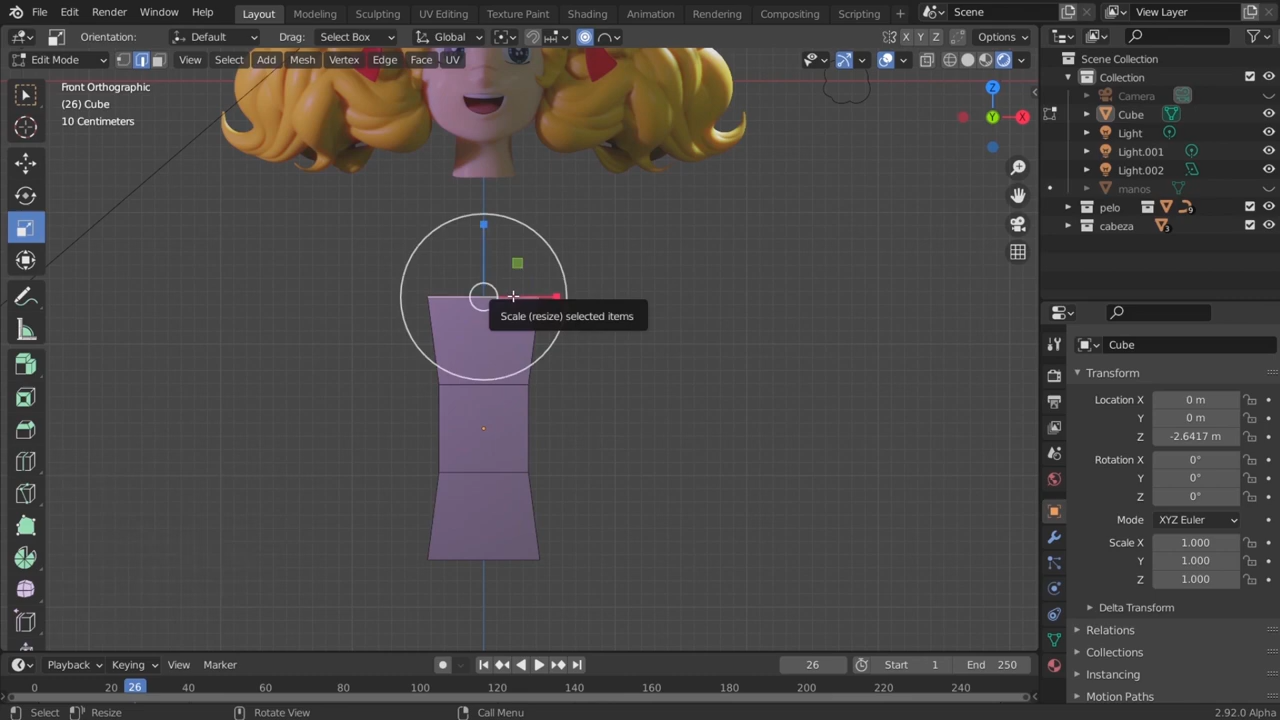 File Edit Render Window Help Layout Modeling Sculpting UV Editing Texture Paint Shading Animation Rendering Compositing Scripting Scene View Layer
Orientation: Default Drag: Select Box Global X Y Z Options
Edit Mode View Select Add Mesh Vertex Edge Face UV
Front Orthographic
(26) Cube
10 Centimeters
Z
Y
X
Scale (resize) selected items
Scene Collection
Collection
Camera
Cube
Light
Light.001
Light.002
manos
pelo 9
cabeza 3
Cube
Transform
Location X 0 m
Y 0 m
Z -2.6417 m
Rotation X 0°
Y 0°
Z 0°
Mode XYZ Euler
Scale X 1.000
Y 1.000
Z 1.000
Delta Transform
Relations
Collections
Instancing
Motion Paths
Playback Keying View Marker 26 Start 1 End 250
0 20 26 40 60 80 100 120 140 160 180 200 220 240
Select Resize Rotate View Call Menu 2.92.0 Alpha